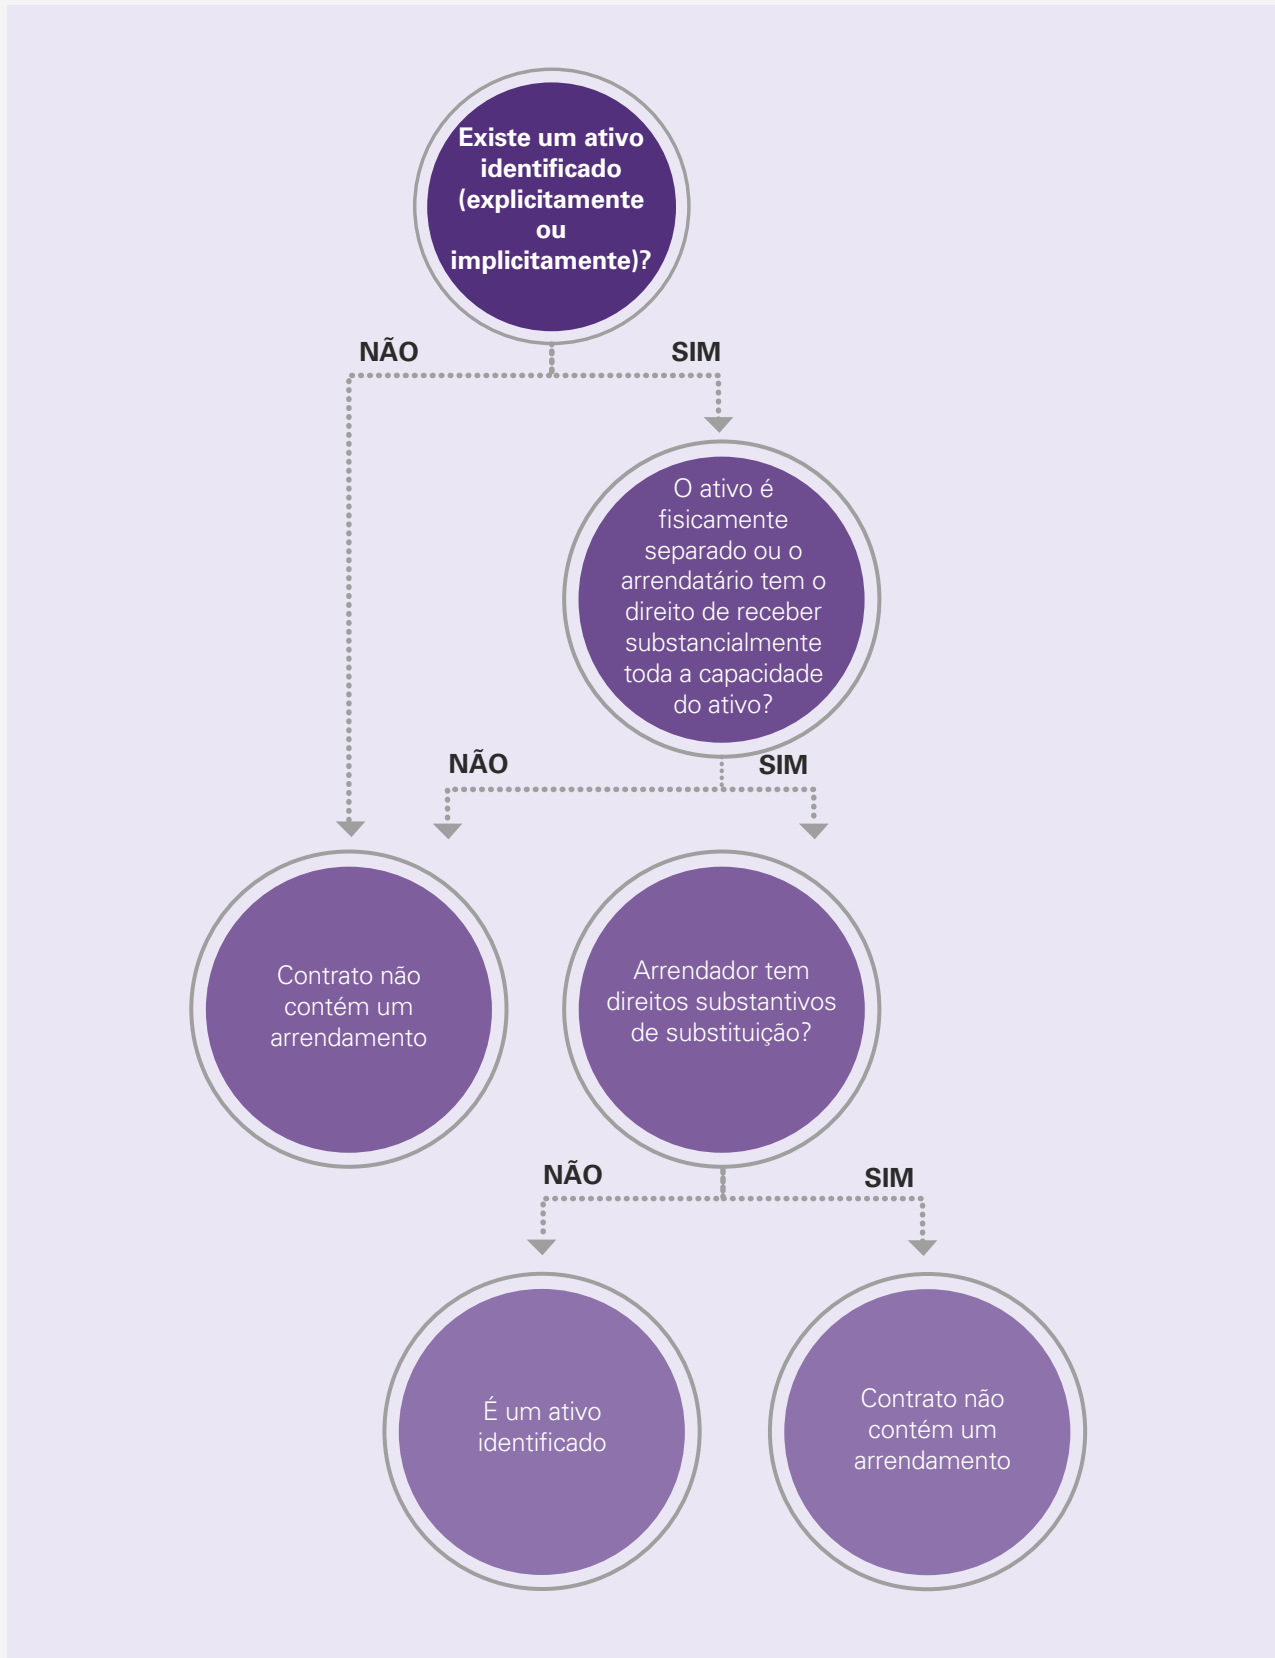 Existe um ativo
identificado
(explicitamente
ou
implicitamente)?
NÃO
SIM
O ativo é
fisicamente
separado ou o
arrendatário tem o
direito de receber
substancialmente
toda a capacidade
do ativo?
NÃO
SIM
Contrato não
contém um
arrendamento
Arrendador tem
direitos substantivos
de substituição?
NÃO
SIM
É um ativo
identificado
Contrato não
contém um
arrendamento